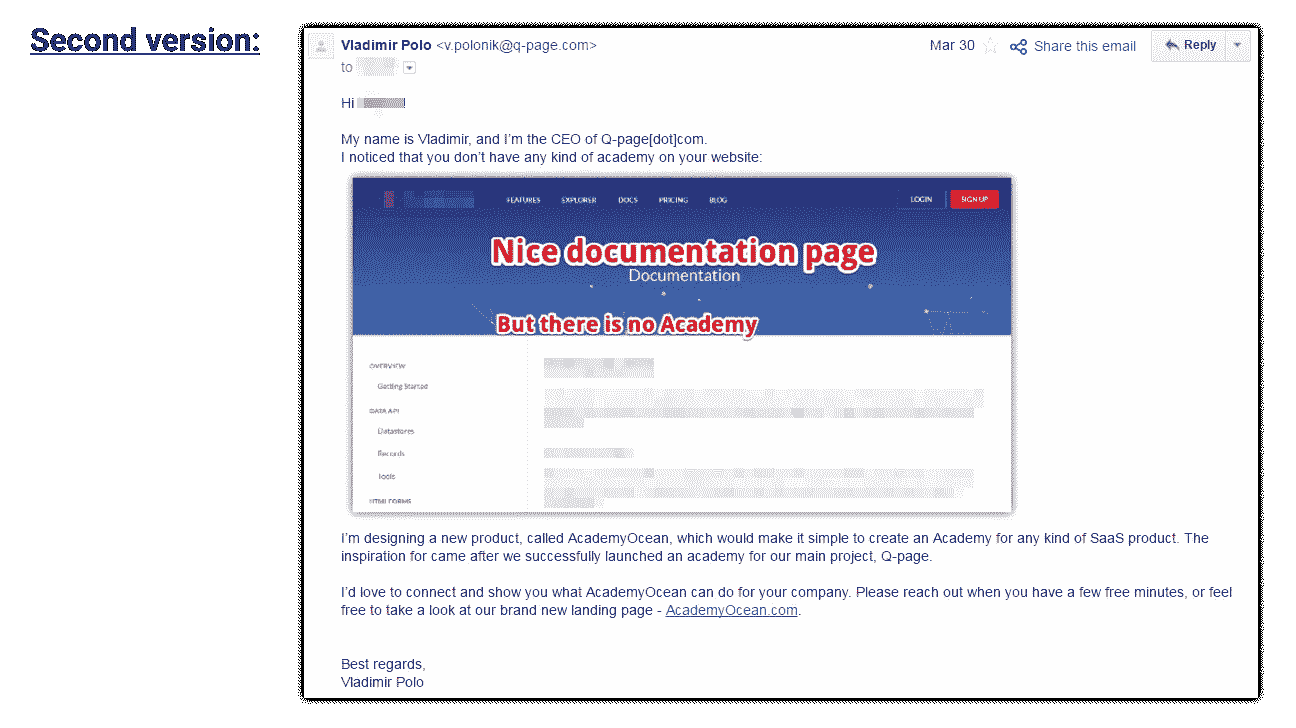 Second version:
Vladimir Polo <v.polonik@q-page.com>
Mar 30
Share this email
Reply
to
Hi
My name is Vladimir, and I'm the CEO of Q-page[dot]com.
I noticed that you don't have any kind of academy on your website:
FEATURES EXPLORER DOCS PRICING BLOG LOGIN SIGN UP
Nice documentation page
Documentation
But there is no Academy
OVERVIEW
Getting Started
DATA API
Datastores
Records
Tools
HTML FORMS
I'm designing a new product, called AcademyOcean, which would make it simple to create an Academy for any kind of SaaS product. The
inspiration for came after we successfully launched an academy for our main project, Q-page.
I'd love to connect and show you what AcademyOcean can do for your company. Please reach out when you have a few free minutes, or feel
free to take a look at our brand new landing page - AcademyOcean.com.
Best regards,
Vladimir Polo